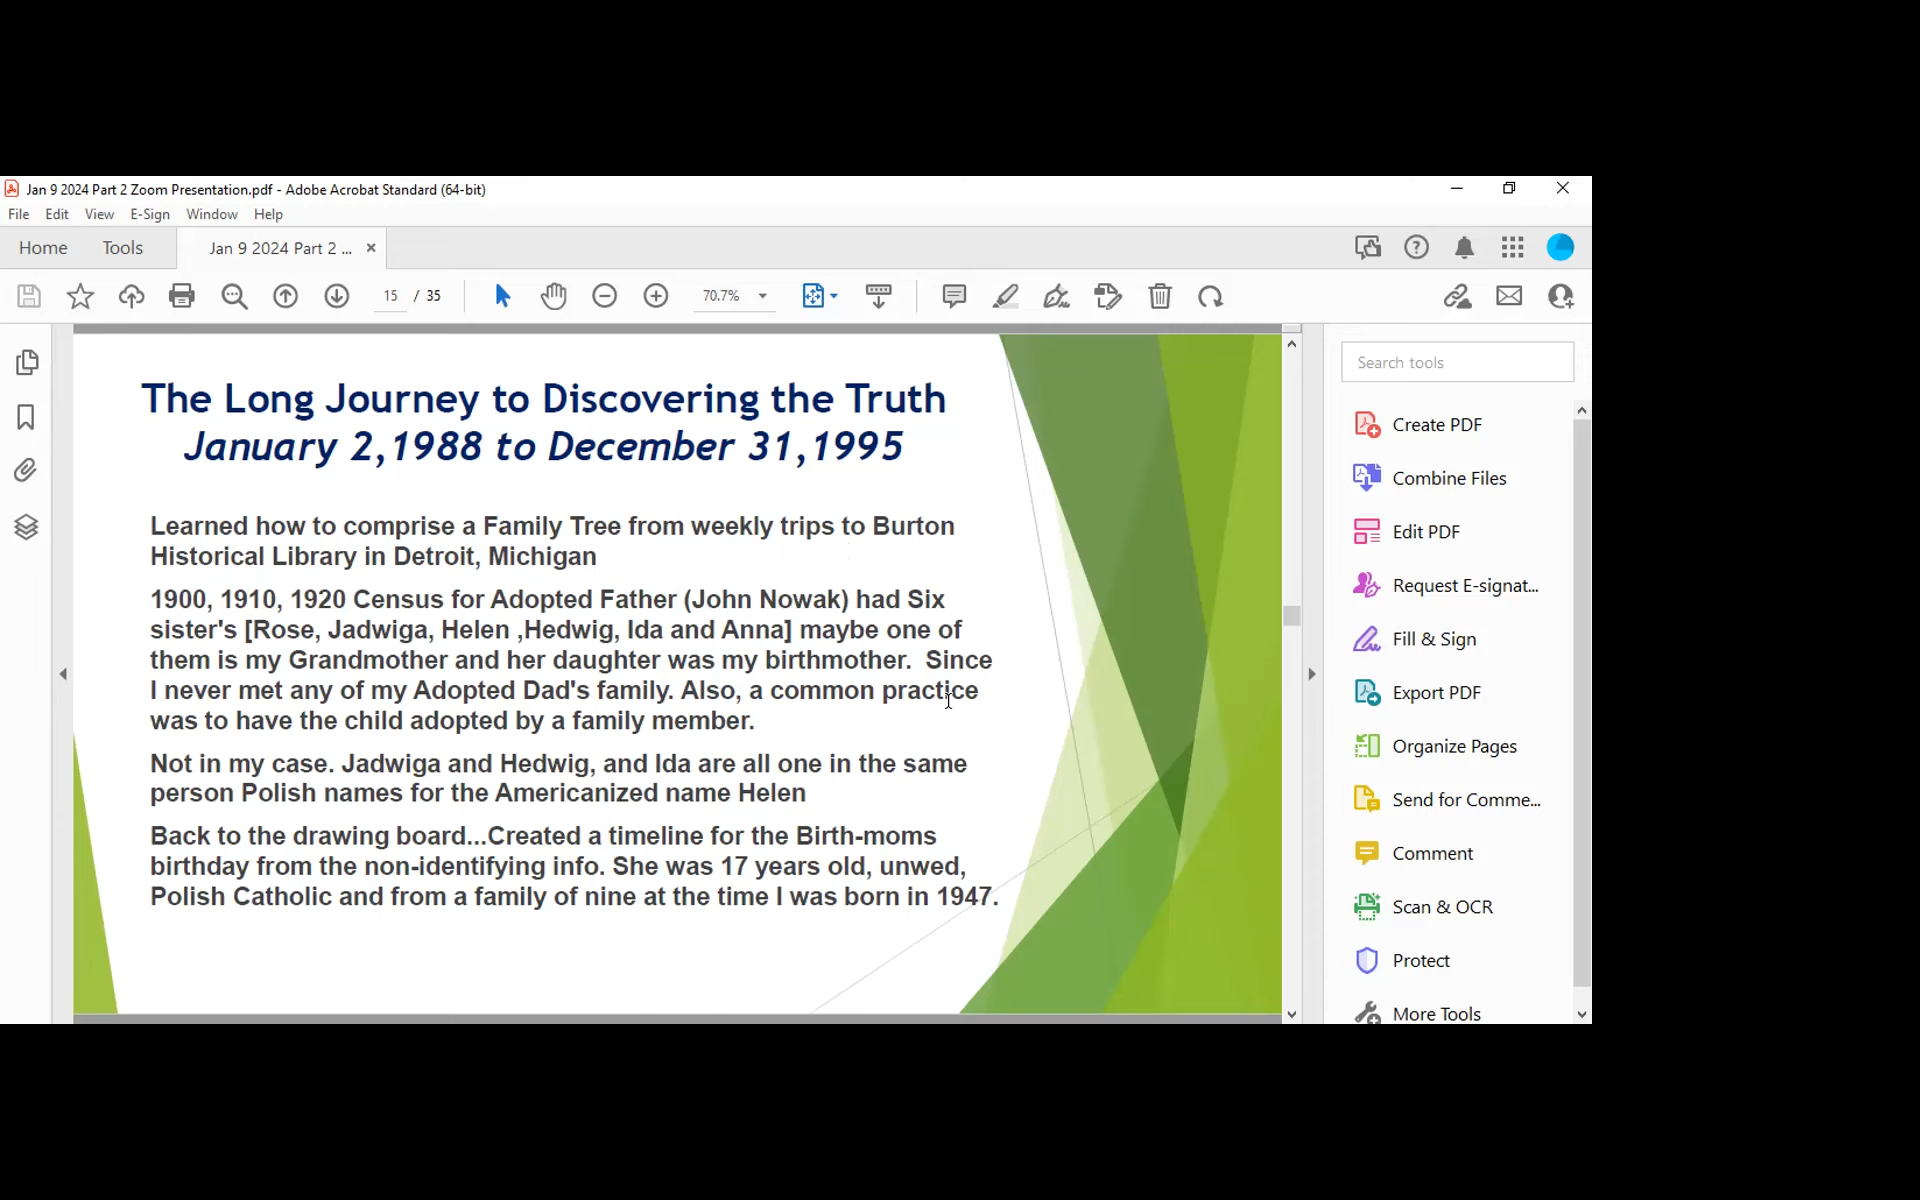 Jan 9 2024 Part 2 Zoom Presentation.pdf - Adobe Acrobat Standard (64-bit)
File Edit View E-Sign Window Help
Home Tools Jan 9 2024 Part 2 ...
15 / 35 70.7%
Search tools
The Long Journey to Discovering the Truth
January 2,1988 to December 31,1995
Learned how to comprise a Family Tree from weekly trips to Burton
Historical Library in Detroit, Michigan
1900, 1910, 1920 Census for Adopted Father (John Nowak) had Six
sister's [Rose, Jadwiga, Helen ,Hedwig, Ida and Anna] maybe one of
them is my Grandmother and her daughter was my birthmother.  Since
I never met any of my Adopted Dad's family. Also, a common practice
was to have the child adopted by a family member.
Not in my case. Jadwiga and Hedwig, and Ida are all one in the same
person Polish names for the Americanized name Helen
Back to the drawing board...Created a timeline for the Birth-moms
birthday from the non-identifying info. She was 17 years old, unwed,
Polish Catholic and from a family of nine at the time I was born in 1947.
Create PDF
Combine Files
Edit PDF
Request E-signat...
Fill & Sign
Export PDF
Organize Pages
Send for Comme...
Comment
Scan & OCR
Protect
More Tools